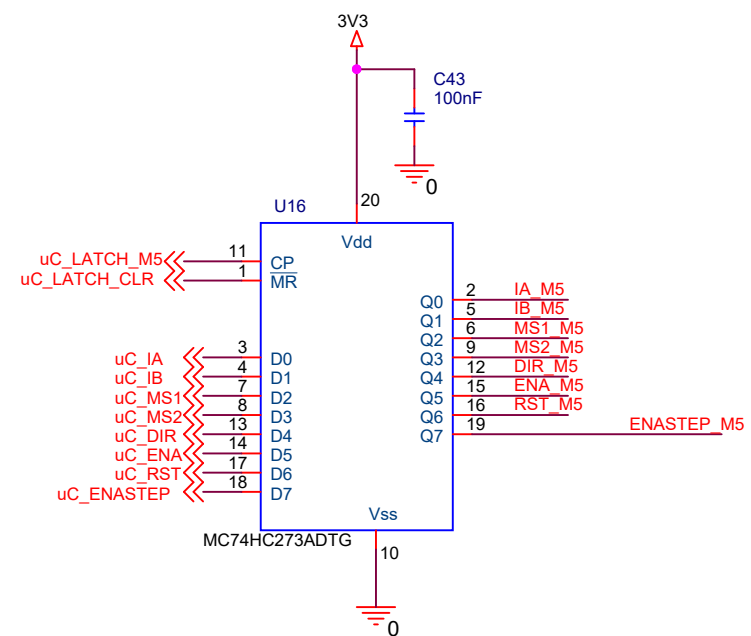 3V3
C43
100nF
0
20
U16
Vdd
uC_LATCH_M5 11 CP
uC_LATCH_CLR 1 MR
2 IA_M5
Q0
5 IB_M5
Q1
6 MS1_M5
Q2
9 MS2_M5
Q3
12 DIR_M5
Q4
15 ENA_M5
Q5
16 RST_M5
Q6
19 ENASTEP_M5
Q7
uC_IA 3 D0
uC_IB 4 D1
uC_MS1 7 D2
uC_MS2 8 D3
uC_DIR 13 D4
uC_ENA 14 D5
uC_RST 17 D6
uC_ENASTEP 18 D7
Vss
MC74HC273ADTG
10
0